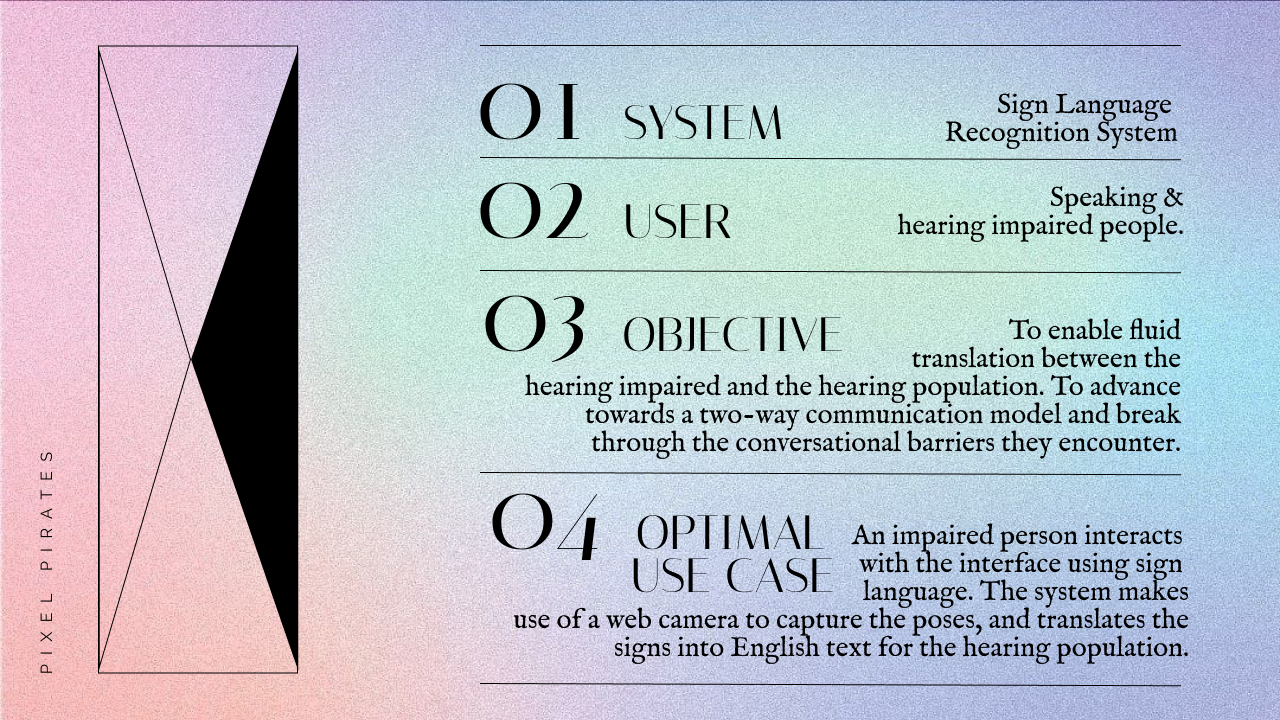 PIXEL PIRATES
01 SYSTEM
Sign Language
Recognition System
02 USER
Speaking &
hearing impaired people.
03 OBJECTIVE
To enable fluid
translation between the
hearing impaired and the hearing population. To advance
towards a two-way communication model and break
through the conversational barriers they encounter.
04 OPTIMAL
USE CASE
An impaired person interacts
with the interface using sign
language. The system makes
use of a web camera to capture the poses, and translates the
signs into English text for the hearing population.